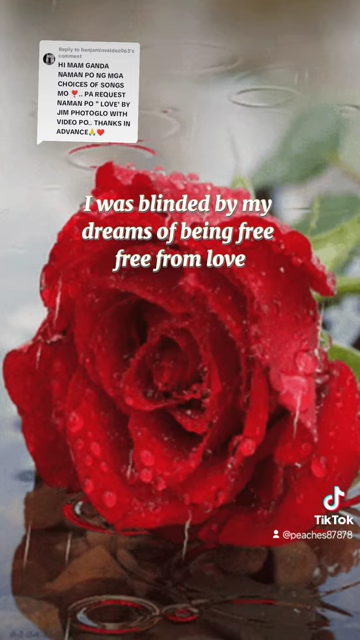 Reply to benjaminvaldez963's
comment
HI MAM GANDA
NAMAN PO NG MGA
CHOICES OF SONGS
MO ❣️.. PA REQUEST
NAMAN PO " LOVE' BY
JIM PHOTOGLO WITH
VIDEO PO.. THANKS IN
ADVANCE🙏❤️
I was blinded by my
dreams of being free
free from love
TikTok
@peaches87878